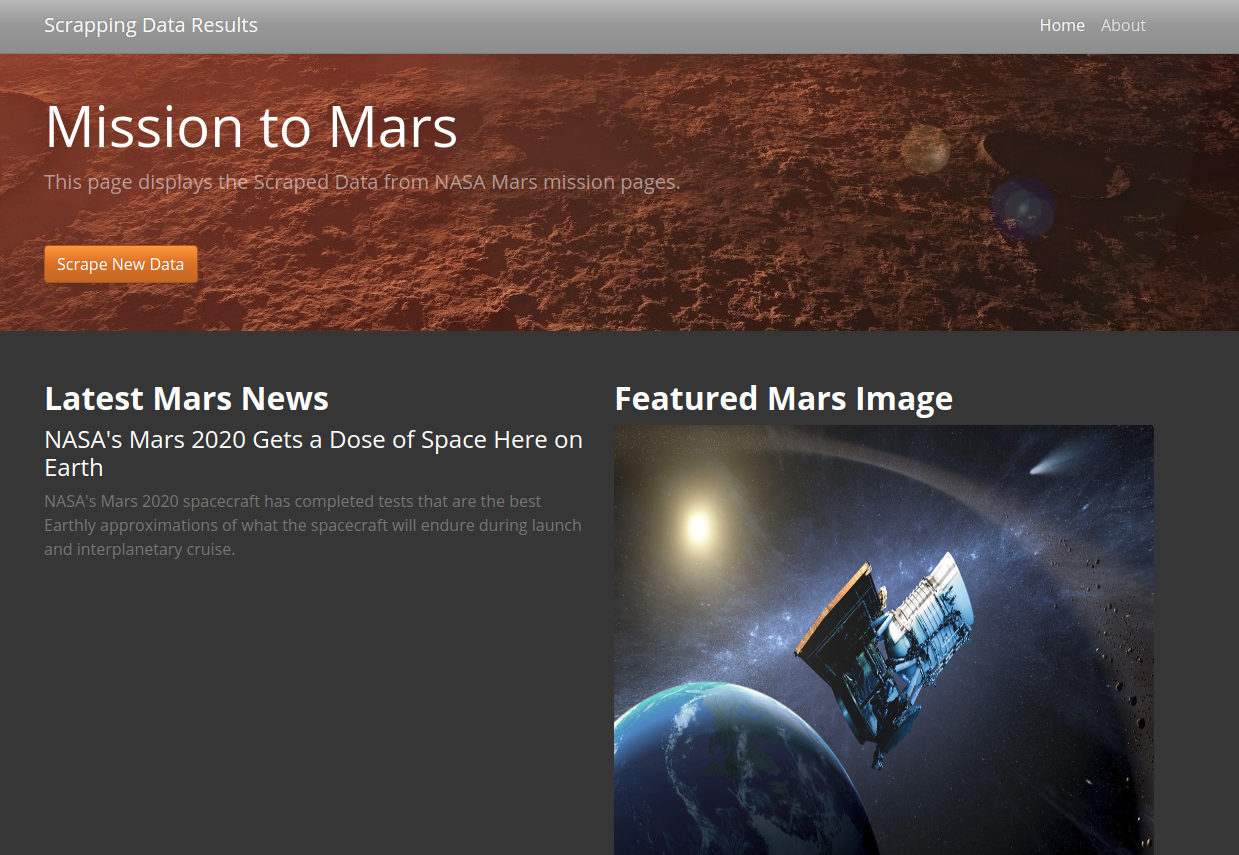 Scrapping Data Results
Home About
Mission to Mars
This page displays the Scraped Data from NASA Mars mission pages.
Scrape New Data
Latest Mars News
NASA's Mars 2020 Gets a Dose of Space Here on
Earth
NASA's Mars 2020 spacecraft has completed tests that are the best
Earthly approximations of what the spacecraft will endure during launch
and interplanetary cruise.
Featured Mars Image